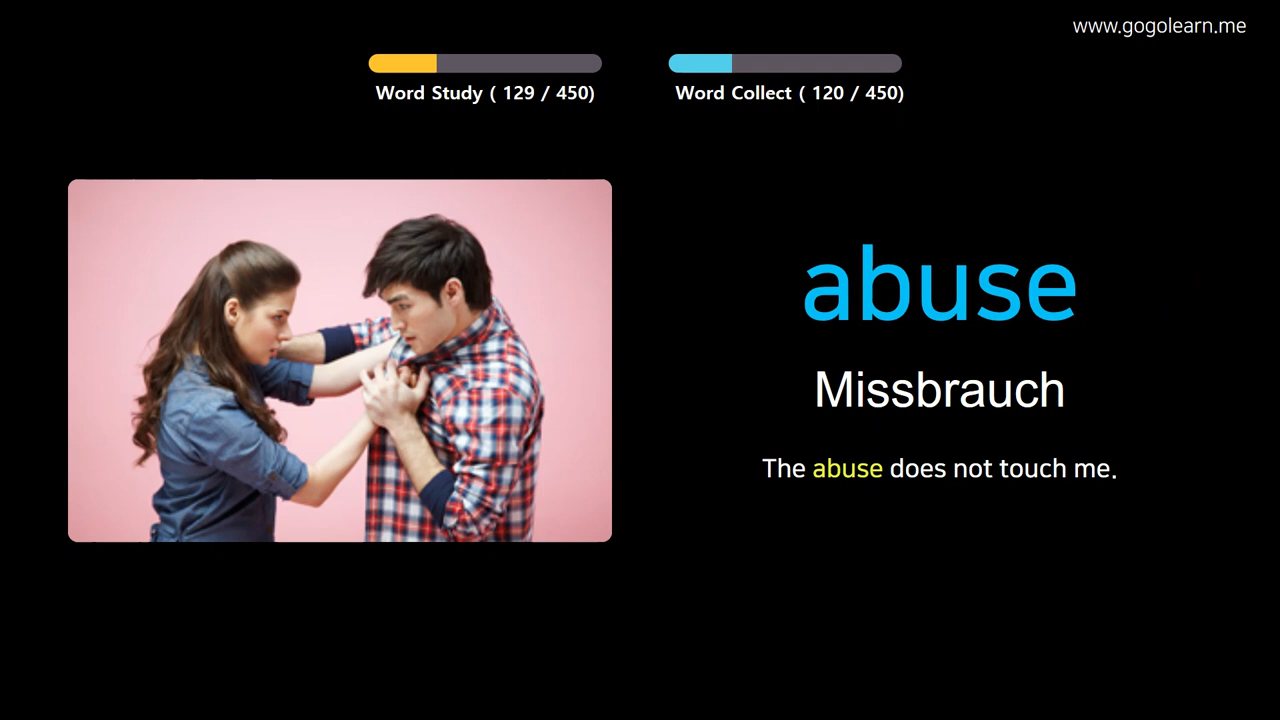 www.gogolearn.me
Word Study ( 129 / 450)
Word Collect ( 120 / 450)
abuse
Missbrauch
The abuse does not touch me.